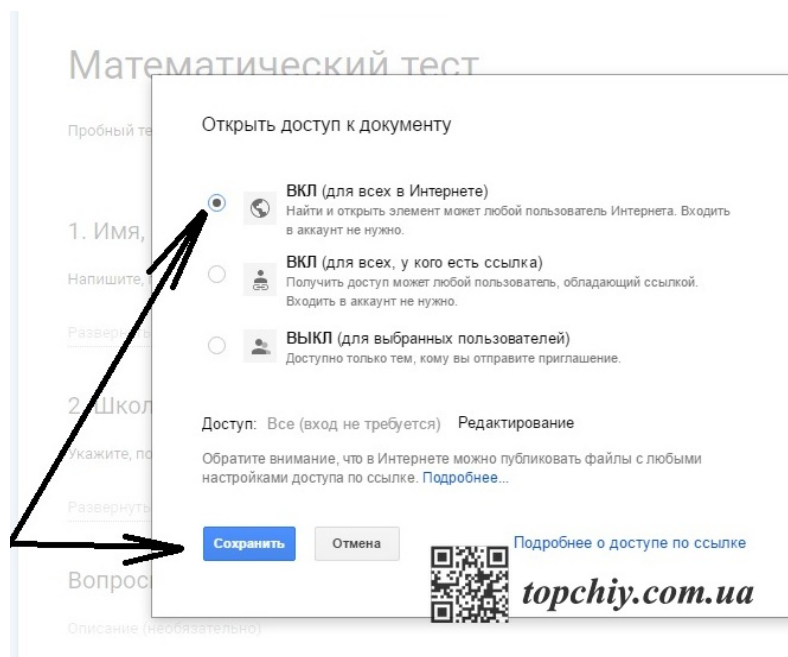 Математический тест
Пробный те
Открыть доступ к документу
ВКЛ (для всех в Интернете)
Найти и открыть элемент может любой пользователь Интернета. Входить
в аккаунт не нужно.
1. Имя,
ВКЛ (для всех, у кого есть ссылка)
Напишите,
Получить доступ может любой пользователь, обладающий ссылкой.
Входить в аккаунт не нужно.
ВЫКЛ (для выбранных пользователей)
Доступно только тем, кому вы отправите приглашение.
2. Школ
Доступ: Все (вход не требуется) Редактирование
Укажите, по
Обратите внимание, что в Интернете можно публиковать файлы с любыми
настройками доступа по ссылке. Подробнее...
Развернуть
Сохранить Отмена Подробнее о доступе по ссылке
Вопрос
topchiy.com.ua
Описание (необязательно)